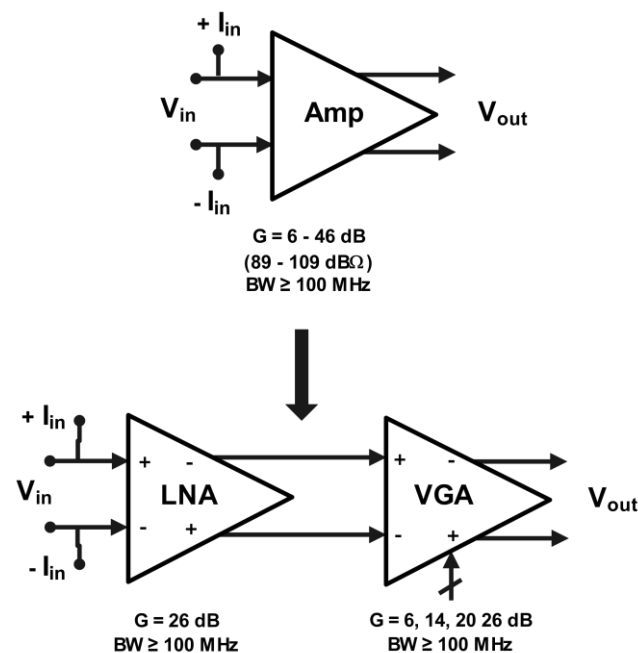 + Iin
Vin
Amp
Vout
- Iin
G = 6 - 46 dB
(89 - 109 dBΩ)
BW ≥ 100 MHz
+ Iin
Vin
- Iin
+ -
LNA
- +
+ -
VGA
- +
Vout
G = 26 dB
BW ≥ 100 MHz
G = 6, 14, 20 26 dB
BW ≥ 100 MHz